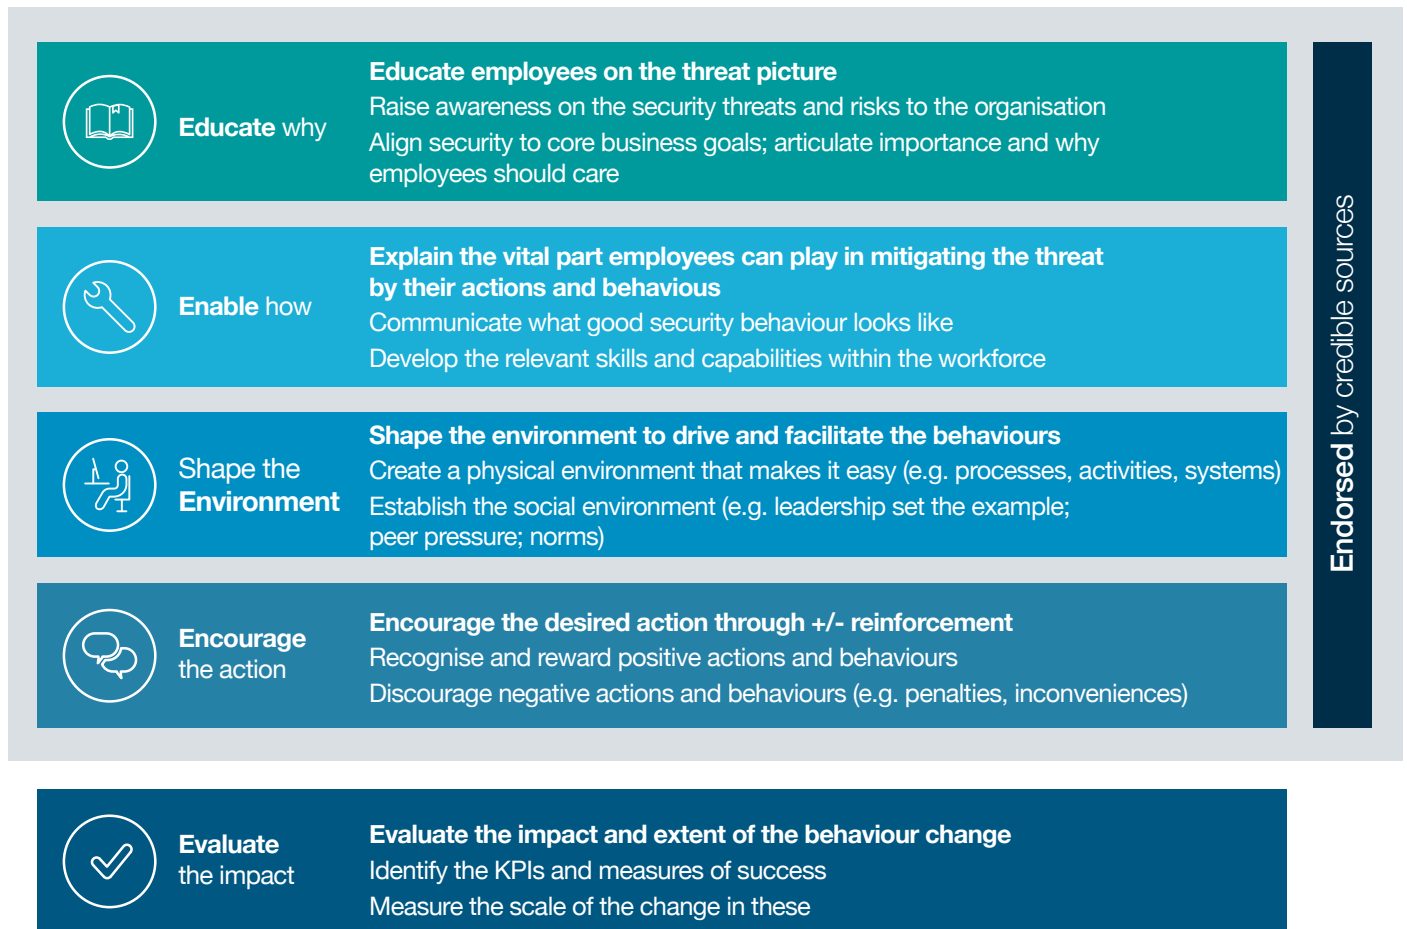 Educate why
Educate employees on the threat picture
Raise awareness on the security threats and risks to the organisation
Align security to core business goals; articulate importance and why
employees should care
Enable how
Explain the vital part employees can play in mitigating the threat
by their actions and behavious
Communicate what good security behaviour looks like
Develop the relevant skills and capabilities within the workforce
Shape the
Environment
Shape the environment to drive and facilitate the behaviours
Create a physical environment that makes it easy (e.g. processes, activities, systems)
Establish the social environment (e.g. leadership set the example;
peer pressure; norms)
Encourage
the action
Encourage the desired action through +/- reinforcement
Recognise and reward positive actions and behaviours
Discourage negative actions and behaviours (e.g. penalties, inconveniences)
Endorsed by credible sources
Evaluate
the impact
Evaluate the impact and extent of the behaviour change
Identify the KPIs and measures of success
Measure the scale of the change in these